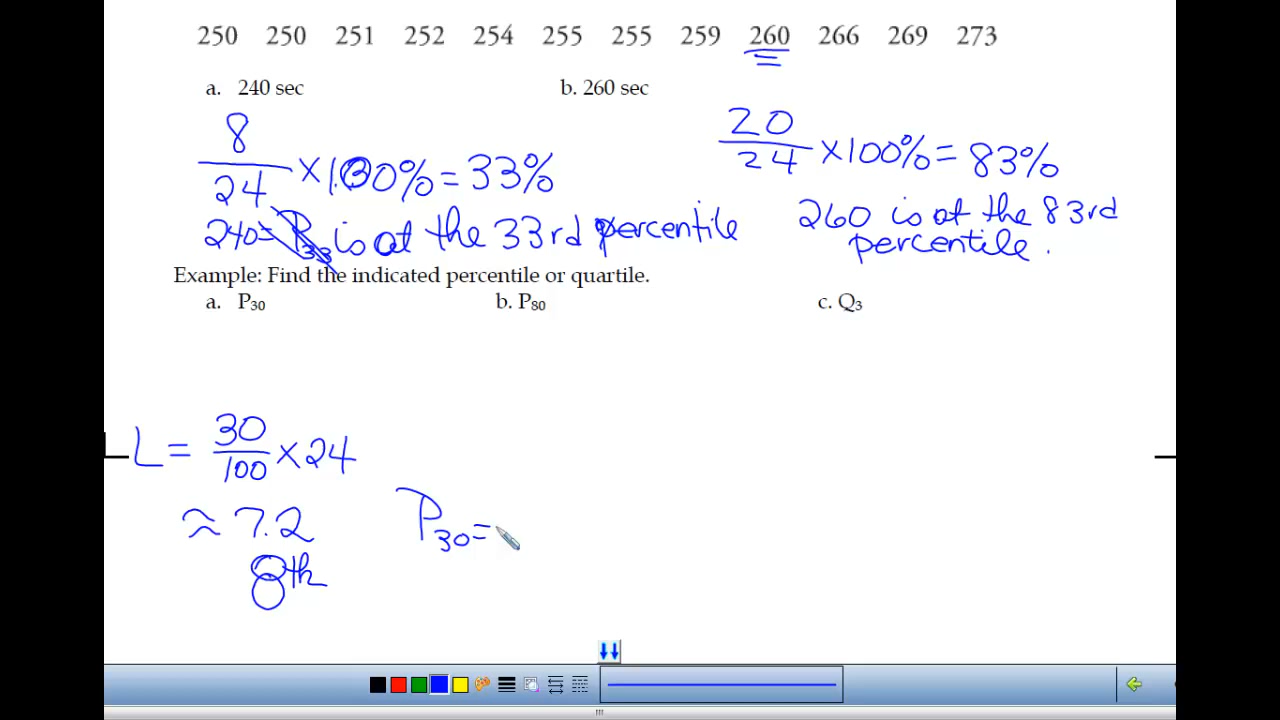 250 250 251 252 254 255 255 259 260 266 269 273
a. 240 sec b. 260 sec
8/24 × 100% = 33%
20/24 × 100% = 83%
240 = P33 is at the 33rd percentile
260 is at the 83rd
percentile.
Example: Find the indicated percentile or quartile.
a. P30 b. P80 c. Q3
L = 30/100 × 24
≈ 7.2
8th
P30 =